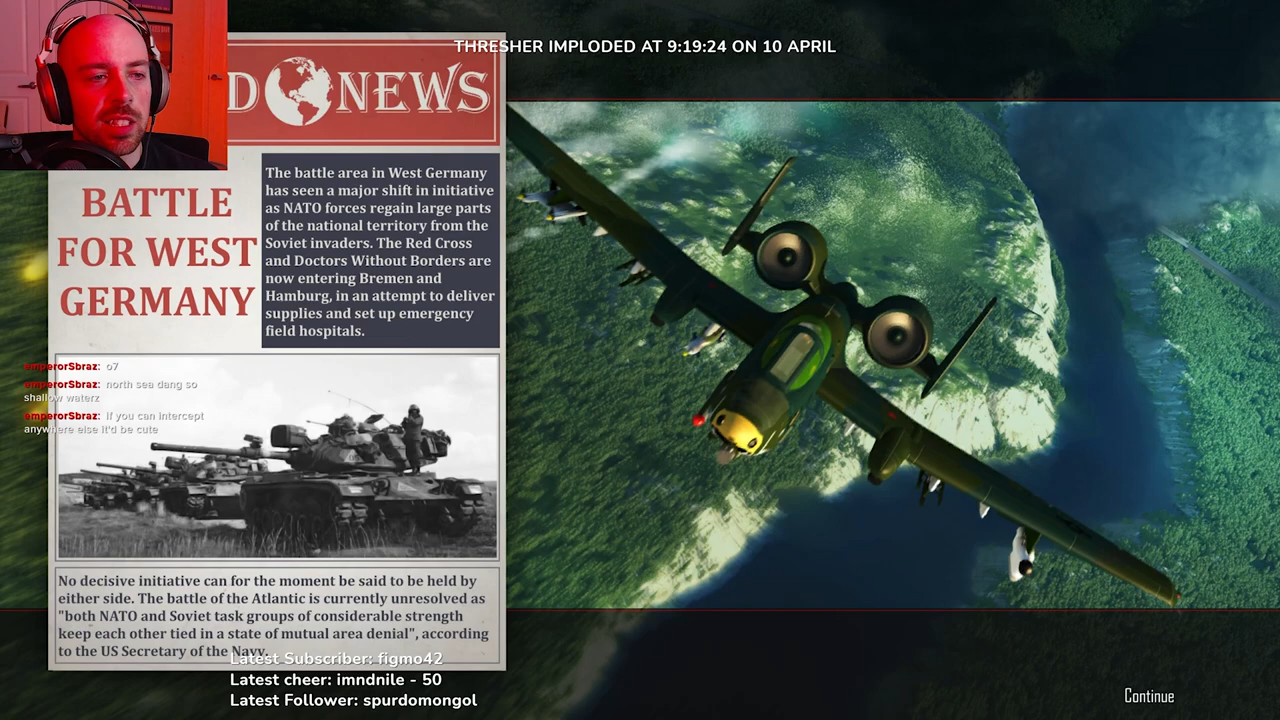 THRESHER IMPLODED AT 9:19:24 ON 10 APRIL
D NEWS
BATTLE
FOR WEST
GERMANY
The battle area in West Germany
has seen a major shift in initiative
as NATO forces regain large parts
of the national territory from the
Soviet invaders. The Red Cross
and Doctors Without Borders are
now entering Bremen and
Hamburg, in an attempt to deliver
supplies and set up emergency
field hospitals.
emperorSbraz: o7
emperorSbraz: north sea dang so
shallow waterz
emperorSbraz: If you can intercept
anywhere else it'd be cute
No decisive initiative can for the moment be said to be held by
either side. The battle of the Atlantic is currently unresolved as
"both NATO and Soviet task groups of considerable strength
keep each other tied in a state of mutual area denial", according
to the US Secretary of the Navy.
Latest Subscriber: figmo42
Latest cheer: imndnile - 50
Latest Follower: spurdomongol
Continue